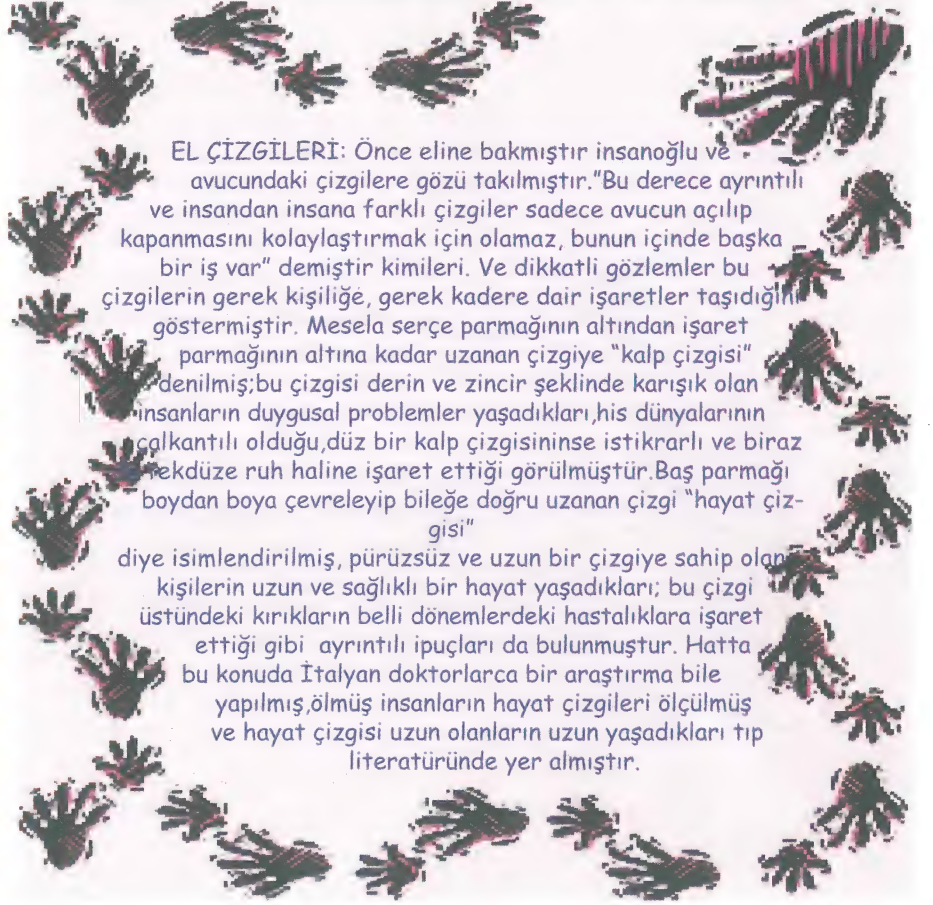 EL ÇİZGİLERİ: Önce eline bakmıştır insanoğlu ve
avucundaki çizgilere gözü takılmıştır."Bu derece ayrıntılı
ve insandan insana farklı çizgiler sadece avucun açılıp
kapanmasını kolaylaştırmak için olamaz, bunun içinde başka
bir iş var" demiştir kimileri. Ve dikkatli gözlemler bu
çizgilerin gerek kişiliğe, gerek kadere dair işaretler taşıdığını
göstermiştir. Mesela serçe parmağının altından işaret
parmağının altına kadar uzanan çizgiye "kalp çizgisi"
denilmiş;bu çizgisi derin ve zincir şeklinde karışık olan
insanların duygusal problemler yaşadıkları,his dünyalarının
çalkantılı olduğu,düz bir kalp çizgisininse istikrarlı ve biraz
tekdüze ruh haline işaret ettiği görülmüştür.Baş parmağı
boydan boya çevreleyip bileğe doğru uzanan çizgi "hayat çiz-
gisi"
diye isimlendirilmiş, pürüzsüz ve uzun bir çizgiye sahip olan
kişilerin uzun ve sağlıklı bir hayat yaşadıkları; bu çizgi
üstündeki kırıkların belli dönemlerdeki hastalıklara işaret
ettiği gibi ayrıntılı ipuçları da bulunmuştur. Hatta
bu konuda İtalyan doktorlarca bir araştırma bile
yapılmış,ölmüş insanların hayat çizgileri ölçülmüş
ve hayat çizgisi uzun olanların uzun yaşadıkları tıp
literatüründe yer almıştır.